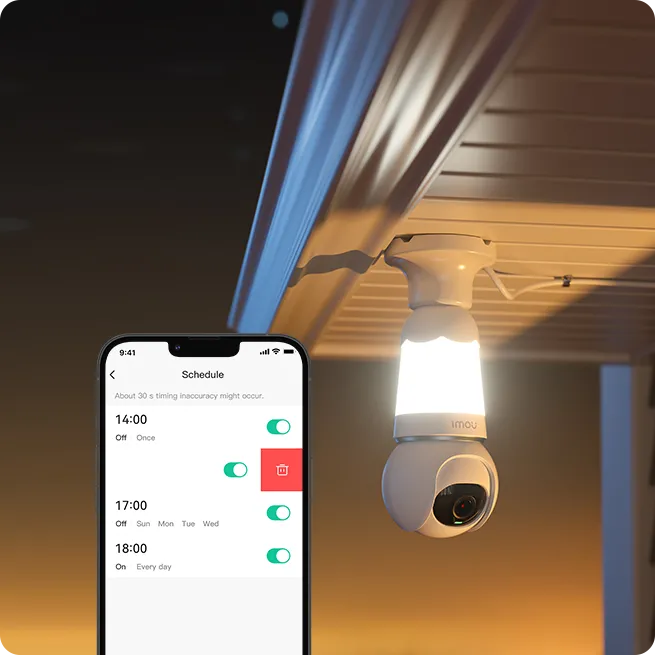 9:41
Schedule
About 30 s timing inaccuracy might occur.
14:00
Off Once
17:00
Off Sun Mon Tue Wed
18:00
On Every day
imou